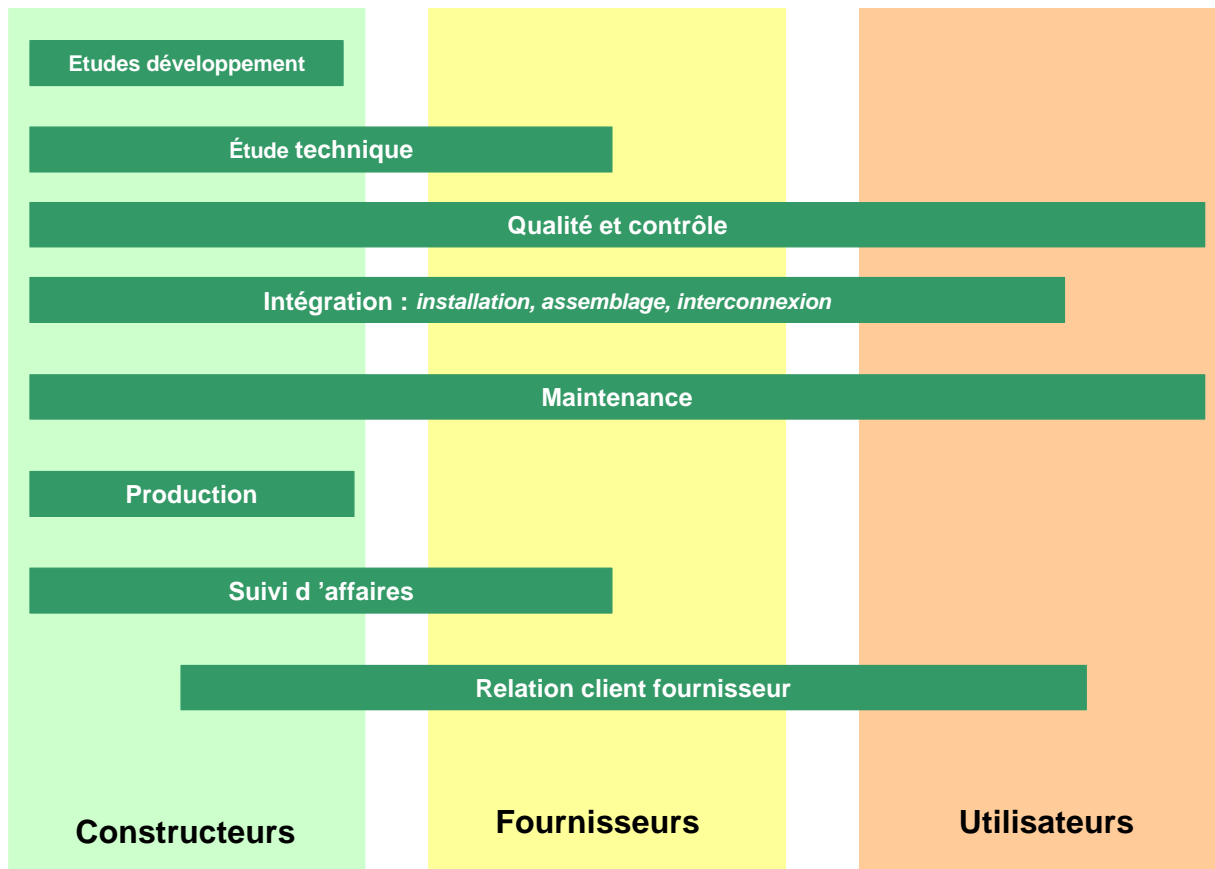 Etudes développement
Étude technique
Qualité et contrôle
Intégration : installation, assemblage, interconnexion
Maintenance
Production
Suivi d ’affaires
Relation client fournisseur
Constructeurs
Fournisseurs
Utilisateurs